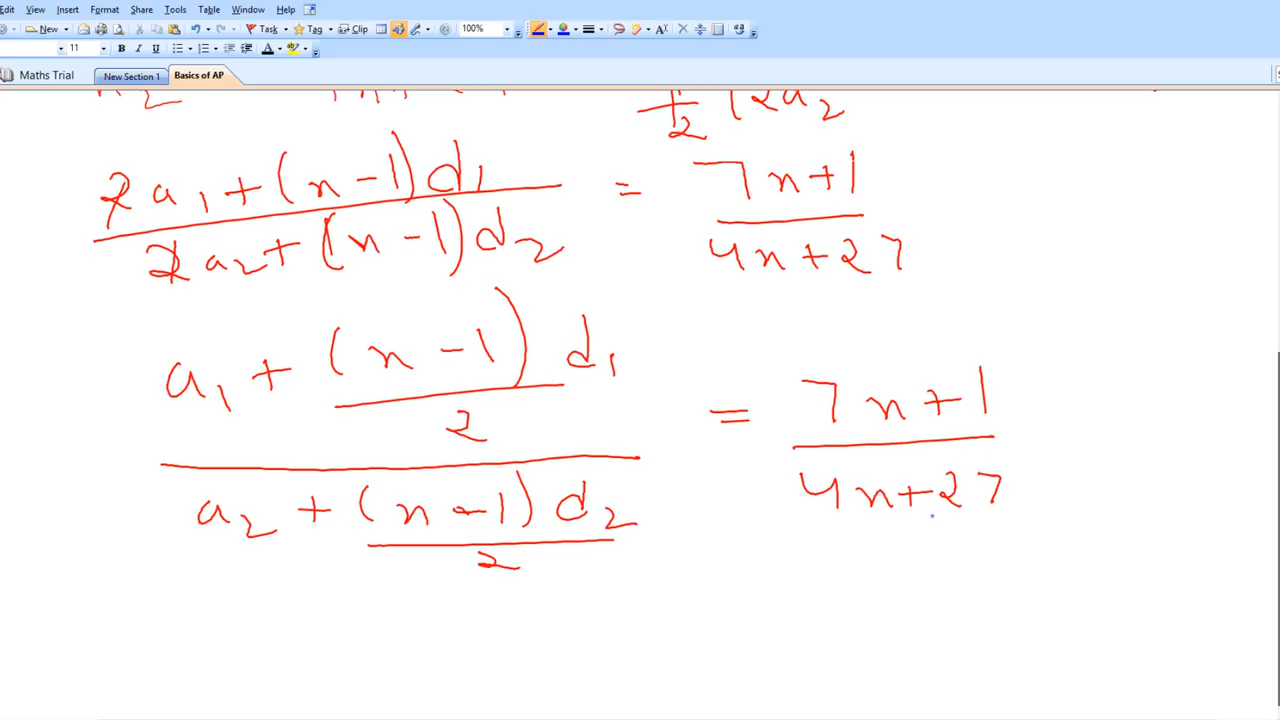 Edit View Insert Format Share Tools Table Window Help
New Task Tag Clip 100%
11 B I U A ab
Maths Trial New Section 1 Basics of AP
2a₂
2a₁ + (n - 1) d₁ / 2a₂ + (n - 1) d₂ = 7n + 1 / 4n + 27
a₁ + (n - 1) d₁ / 2
a₂ + (n - 1) d₂ / 2
= 7n + 1 / 4n + 27